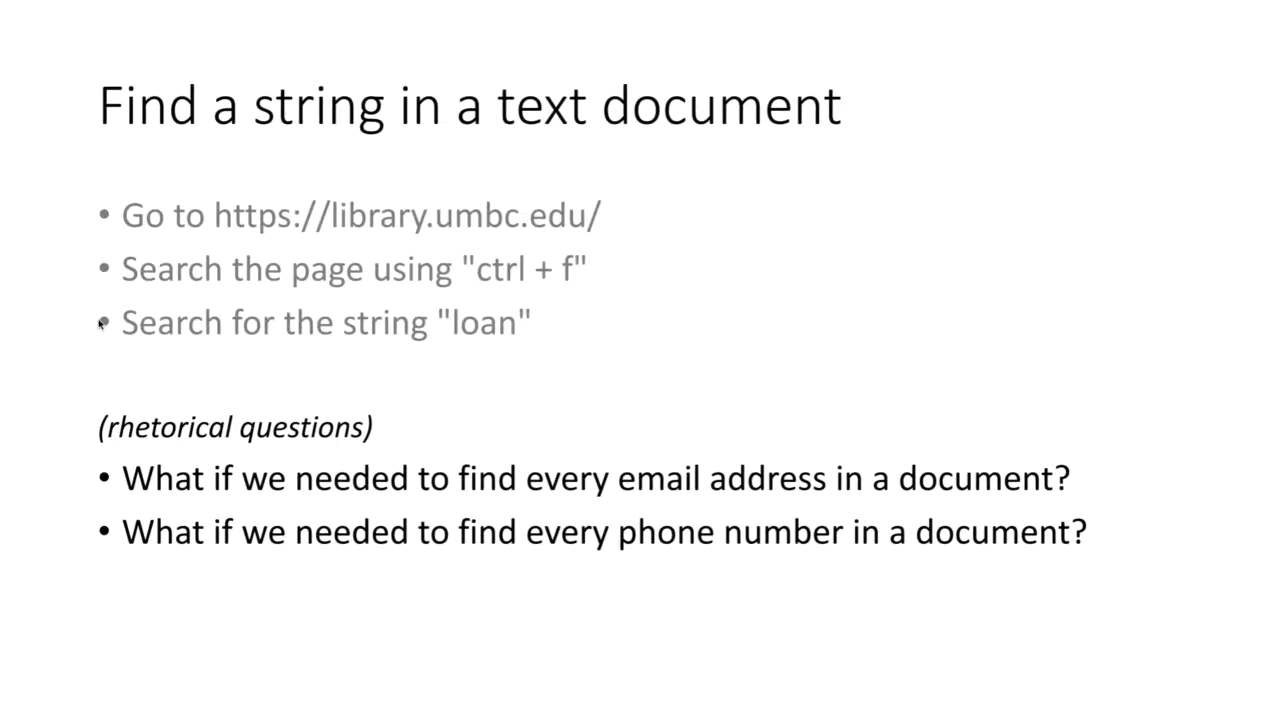 Find a string in a text document
• Go to https://library.umbc.edu/
• Search the page using "ctrl + f"
• Search for the string "loan"
(rhetorical questions)
• What if we needed to find every email address in a document?
• What if we needed to find every phone number in a document?